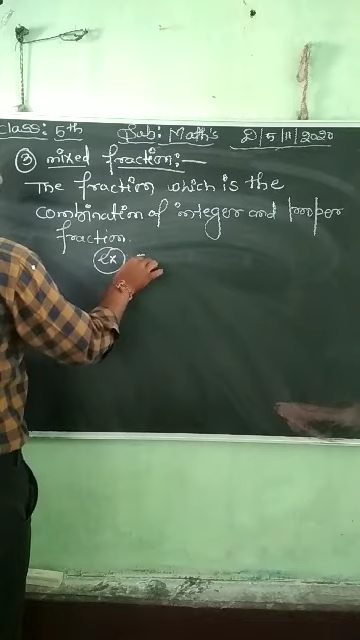 Class: 5th Sub: Math's D/5/11/2020
③ mixed fraction:—
The fraction which is the
combination of integer and proper
fraction.
Ex